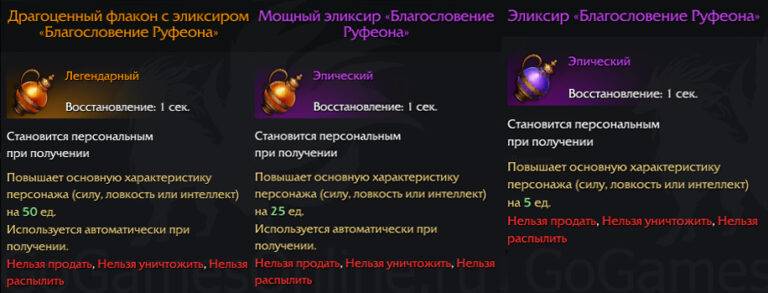 Драгоценный флакон с эликсиром
«Благословение Руфеона»
Легендарный
Восстановление: 1 сек.
Становится персональным
при получении
Повышает основную характеристику
персонажа (силу, ловкость или интеллект)
на 50 ед.
Используется автоматически при
получении.
Нельзя продать, Нельзя уничтожить, Нельзя
распылить
Мощный эликсир «Благословение
Руфеона»
Эпический
Восстановление: 1 сек.
Становится персональным
при получении
Повышает основную характеристику
персонажа (силу, ловкость или интеллект)
на 25 ед.
Используется автоматически при
получении.
Нельзя продать, Нельзя уничтожить, Нельзя
распылить
Эликсир «Благословение Руфеона»
Эпический
Восстановление: 1 сек.
Становится персональным
при получении
Повышает основную характеристику
персонажа (силу, ловкость или интеллект)
на 5 ед.
Нельзя продать, Нельзя уничтожить, Нельзя
распылить
GoGames